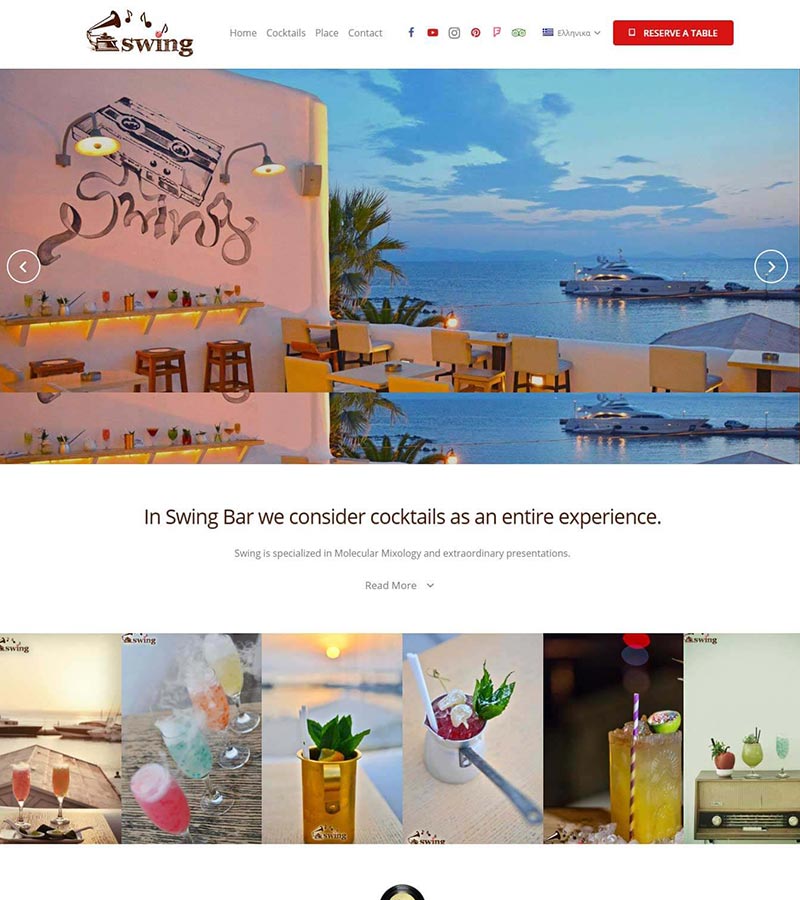 swing
Home Cocktails Place Contact Ελληνικα RESERVE A TABLE
Swing
In Swing Bar we consider cocktails as an entire experience.
Swing is specialized in Molecular Mixology and extraordinary presentations.
Read More
swing
swing
swing
swing
swing